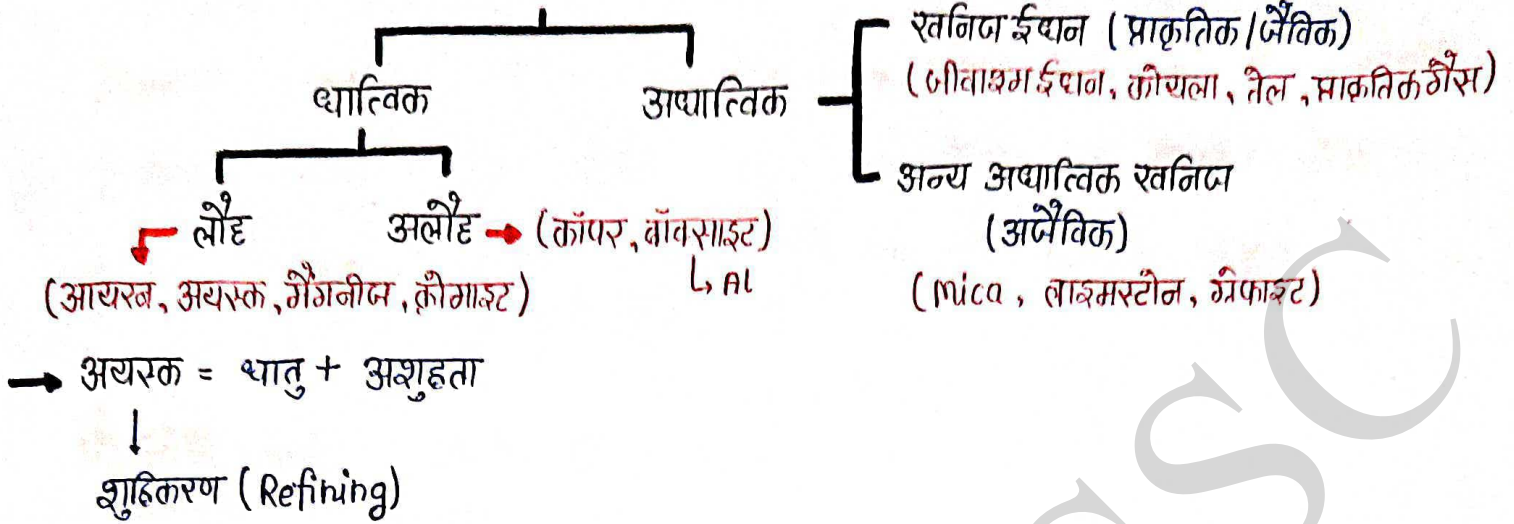 खनिज ईंधन (प्राकृतिक/जैविक)
(जीवाश्म ईंधन, कोयला, तेल, प्राकृतिक गैस)
धात्विक
अधात्विक
अन्य अधात्विक खनिज
(अजैविक)
(mica, लाइमस्टोन, ग्रेफाइट)
लौह
अलौह → (कॉपर, बॉक्साइट)
↳ Al
(आयरन, अयस्क, मैंगनीज, क्रोमाइट)
→ अयस्क = धातु + अशुद्धता
↓
शुद्धिकरण (Refining)
SC